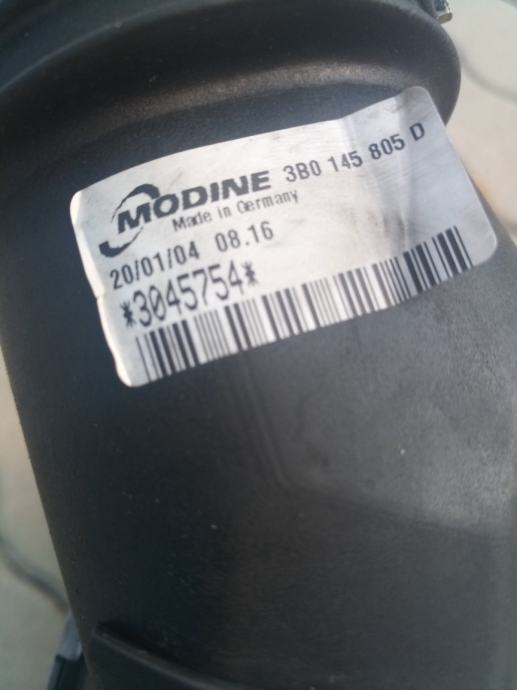 MODINE 3B0 145 805 D
Made in Germany
20/01/04 08.16
*3045754*